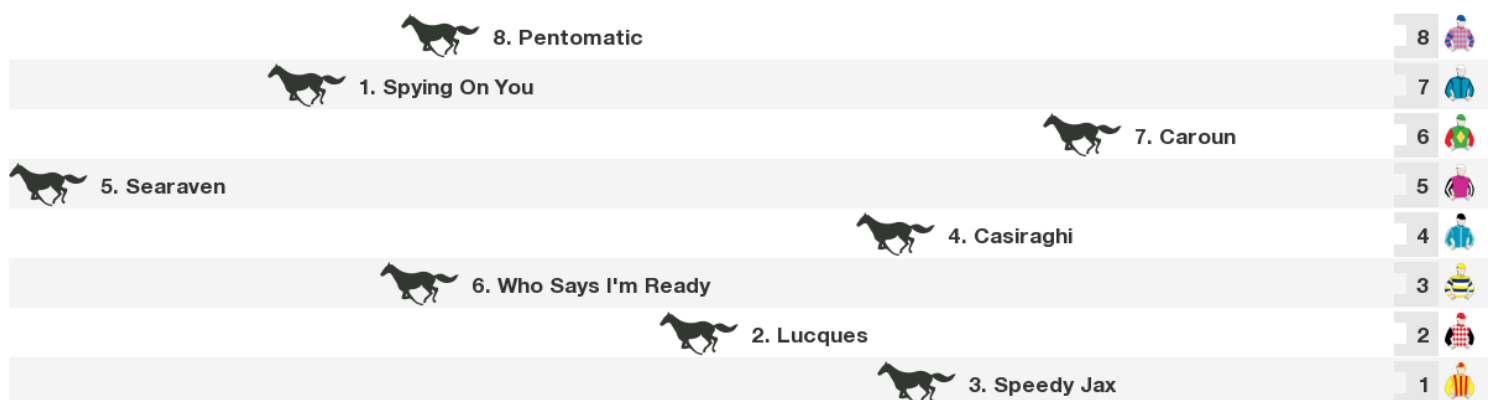 8. Pentomatic 8
1. Spying On You 7
7. Caroun 6
5. Searaven 5
4. Casiraghi 4
6. Who Says I'm Ready 3
2. Lucques 2
3. Speedy Jax 1